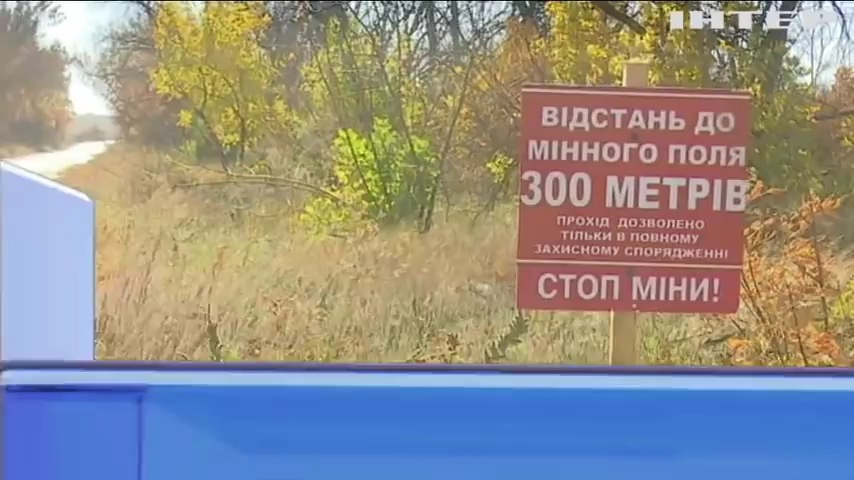 ІНТЕР
ВІДСТАНЬ ДО
МІННОГО ПОЛЯ
300 МЕТРІВ
ПРОХІД ДОЗВОЛЕНО
ТІЛЬКИ В ПОВНОМУ
ЗАХИСНОМУ СПОРЯДЖЕННІ
СТОП МІНИ!